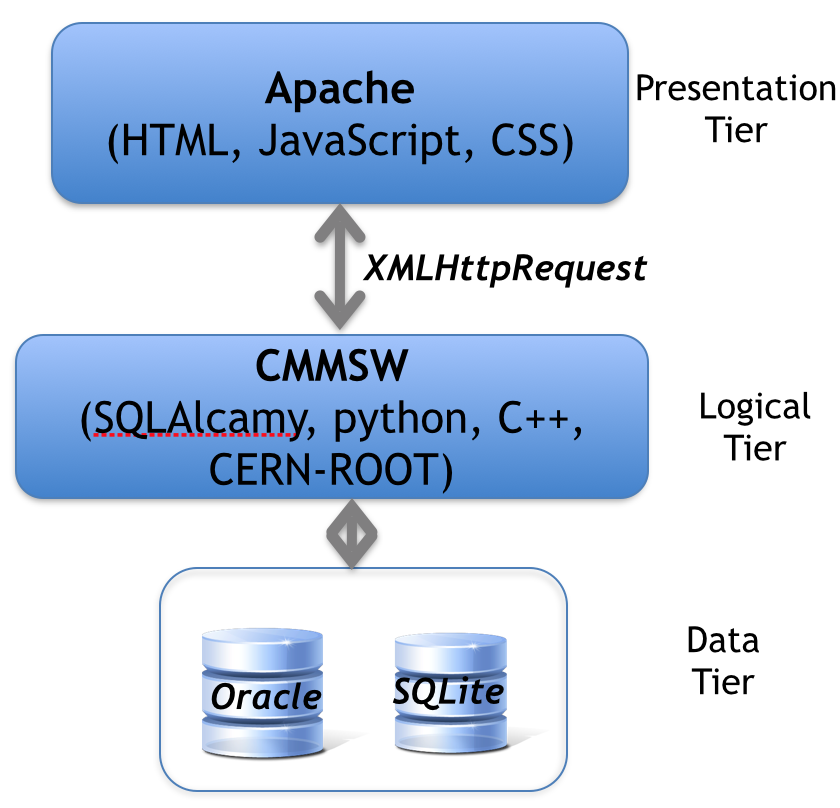 Apache
(HTML, JavaScript, CSS)
Presentation
Tier
XMLHttpRequest
CMMSW
(SQLAlcamy, python, C++,
CERN-ROOT)
Logical
Tier
Oracle
SQLite
Data
Tier